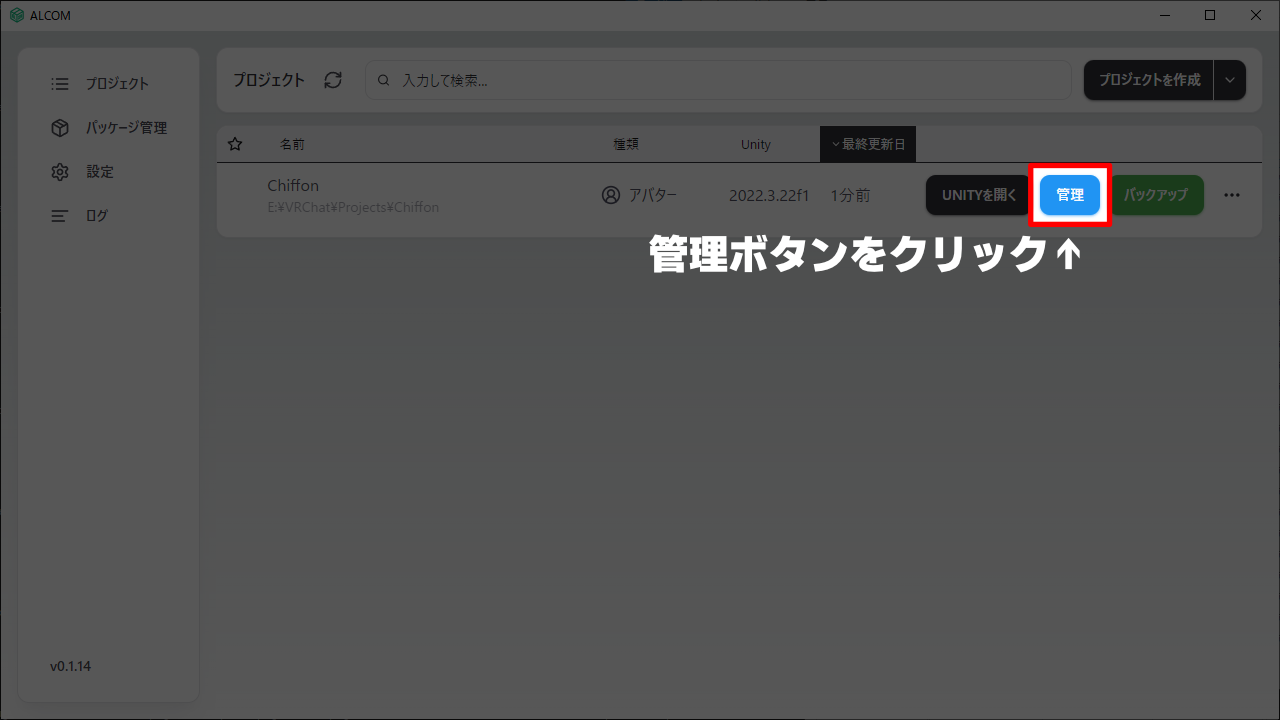 ALCOM
プロジェクト
パッケージ管理
設定
ログ
v0.1.14
プロジェクト 入力して検索... プロジェクトを作成
名前 種類 Unity 最終更新日
Chiffon アバター 2022.3.22f1 1分前 UNITYを開く 管理 バックアップ
E:¥VRChat¥Projects¥Chiffon
管理ボタンをクリック↑